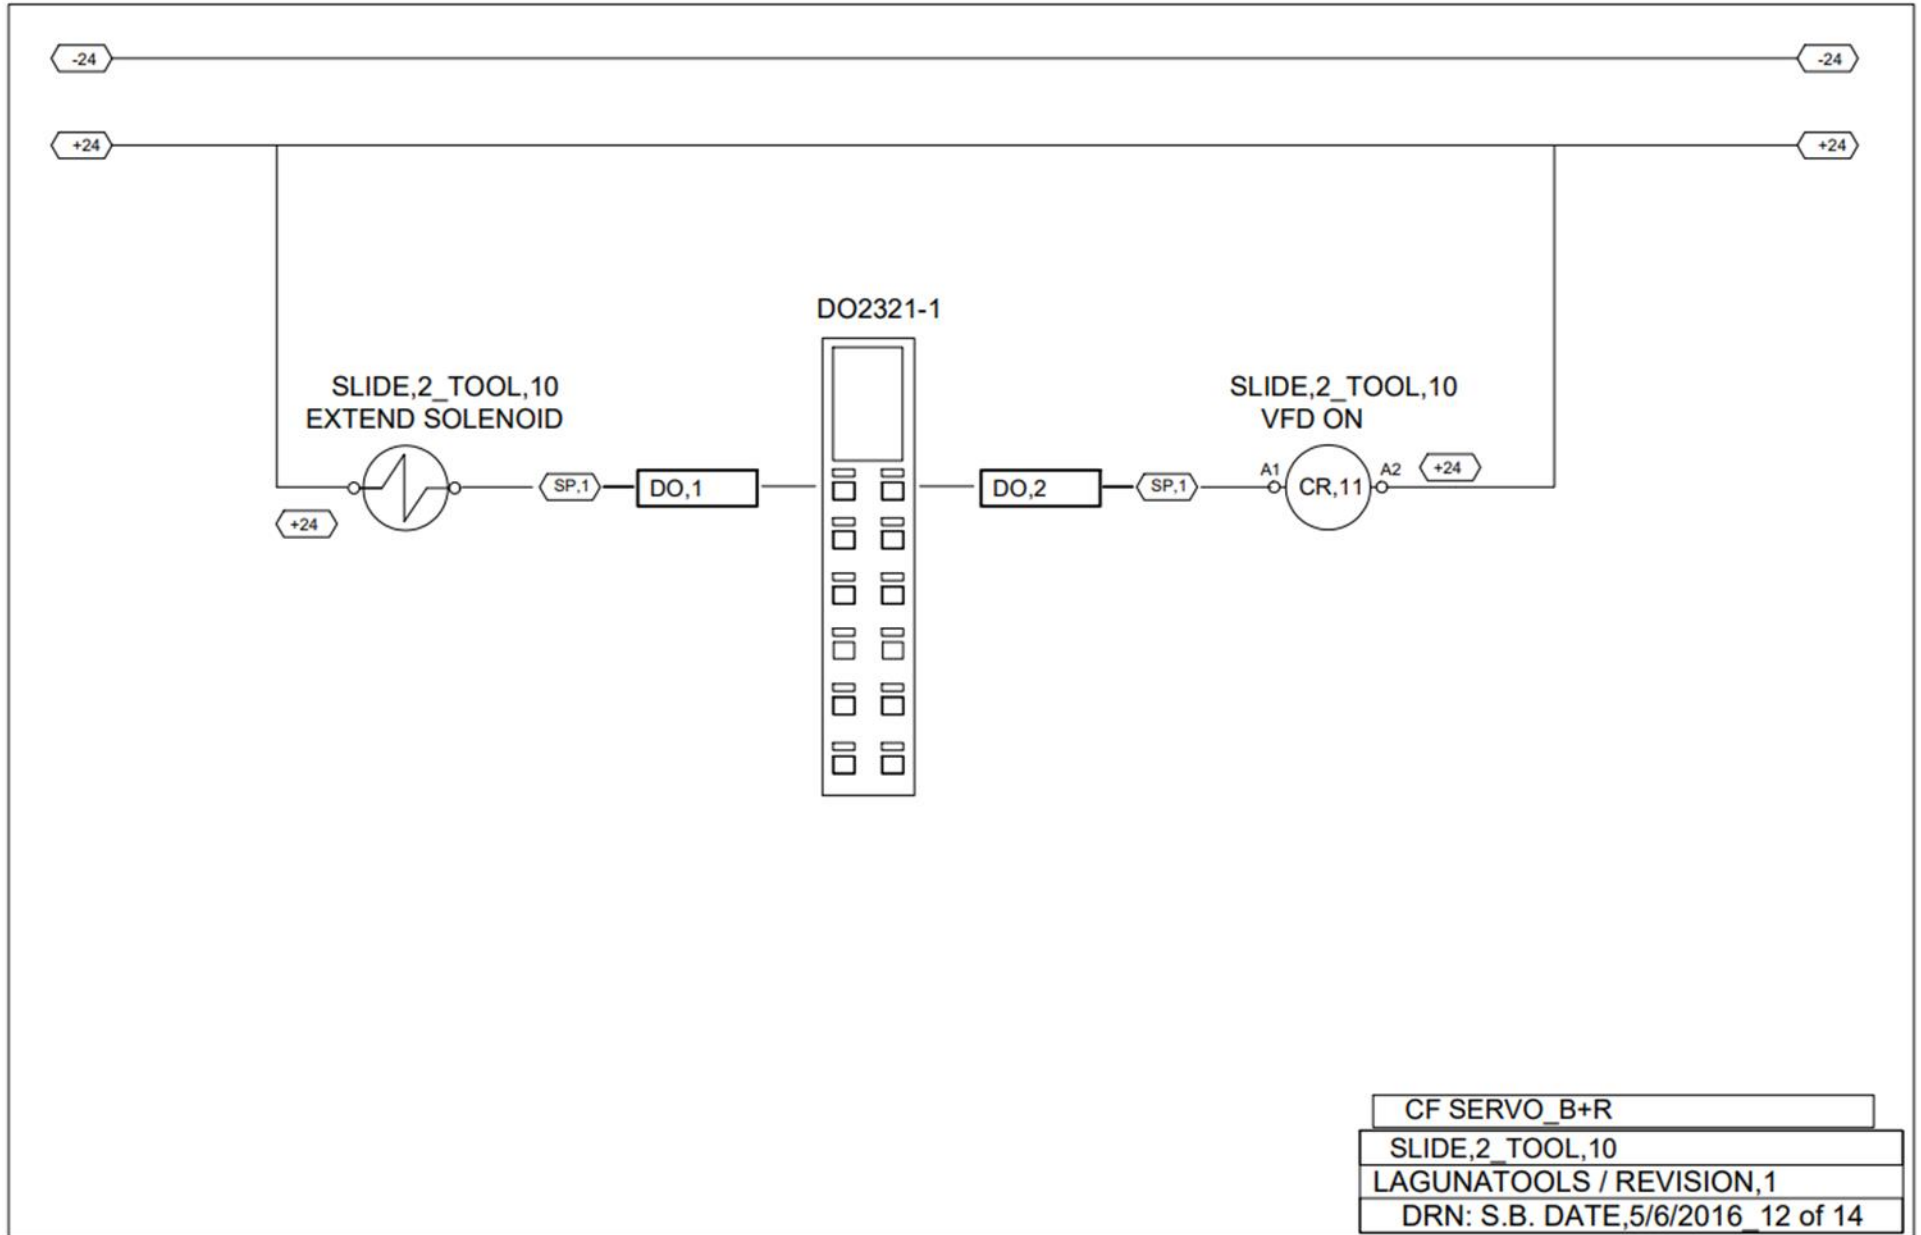 -24
-24
+24
+24
DO2321-1
SLIDE,2_TOOL,10
EXTEND SOLENOID
SLIDE,2_TOOL,10
VFD ON
SP,1
DO,1
DO,2
SP,1
A1
CR,11
A2
+24
+24
CF SERVO_B+R
SLIDE,2_TOOL,10
LAGUNATOOLS / REVISION,1
DRN: S.B. DATE,5/6/2016_12 of 14